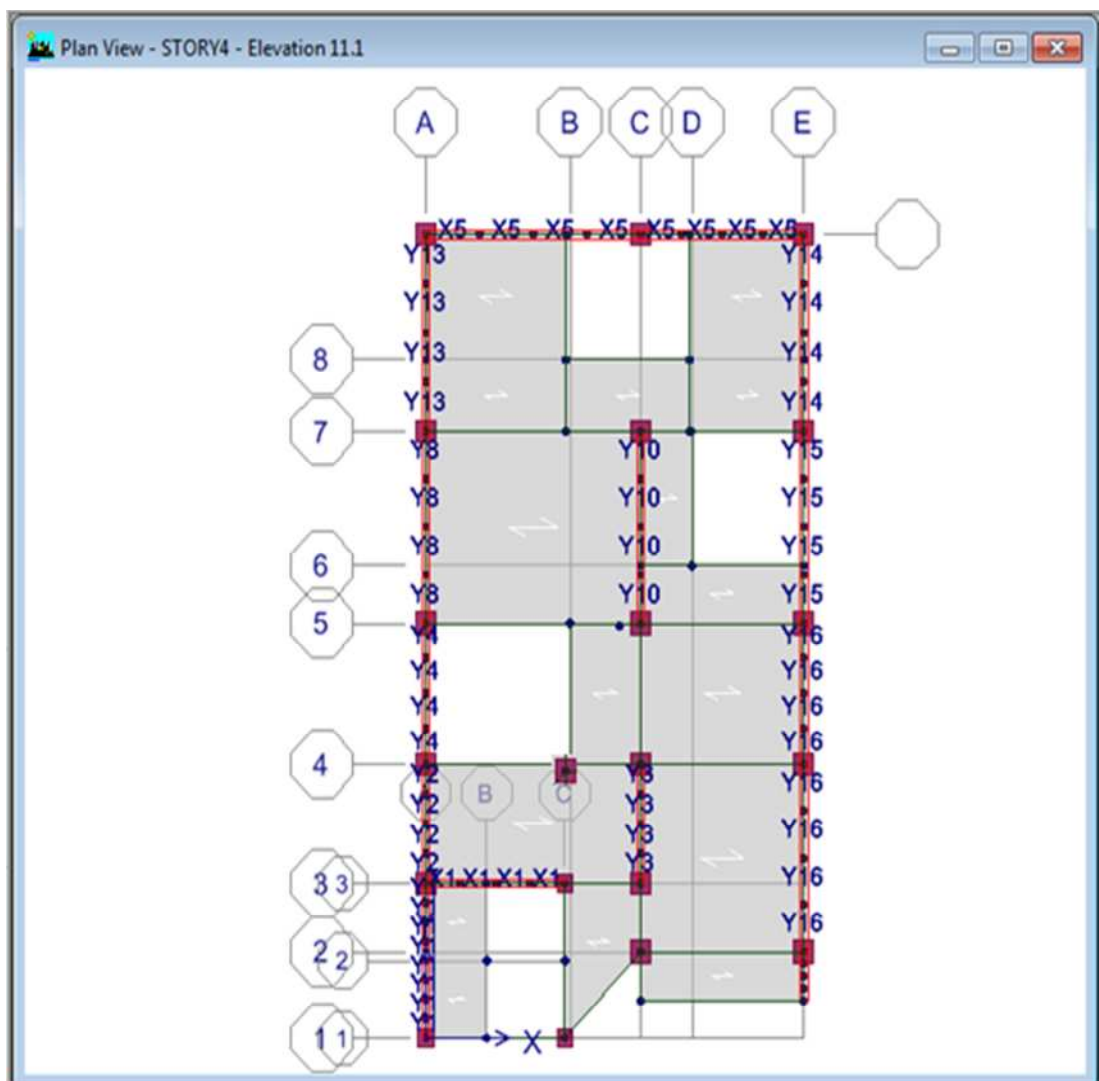 Plan View - STORY4 - Elevation 11.1
A B C D E
X5 X5 X5 X5 X5 X5 X5 X5
Y13 Y14
Y13 Y14
8 Y13 Y14
Y13 Y14
7
Y8 Y10 Y15
Y8 Y10 Y15
Y8 Y10 Y15
6
Y8 Y10 Y15
5
Y4 Y16
Y4 Y16
Y4 Y16
Y4 Y16
4
Y2 Y3 Y16
B C
Y2 Y3
Y2 Y3 Y16
Y2 Y3
X1 X1 X1 X1 Y16
3 3
Y16
2 2
1 1 X